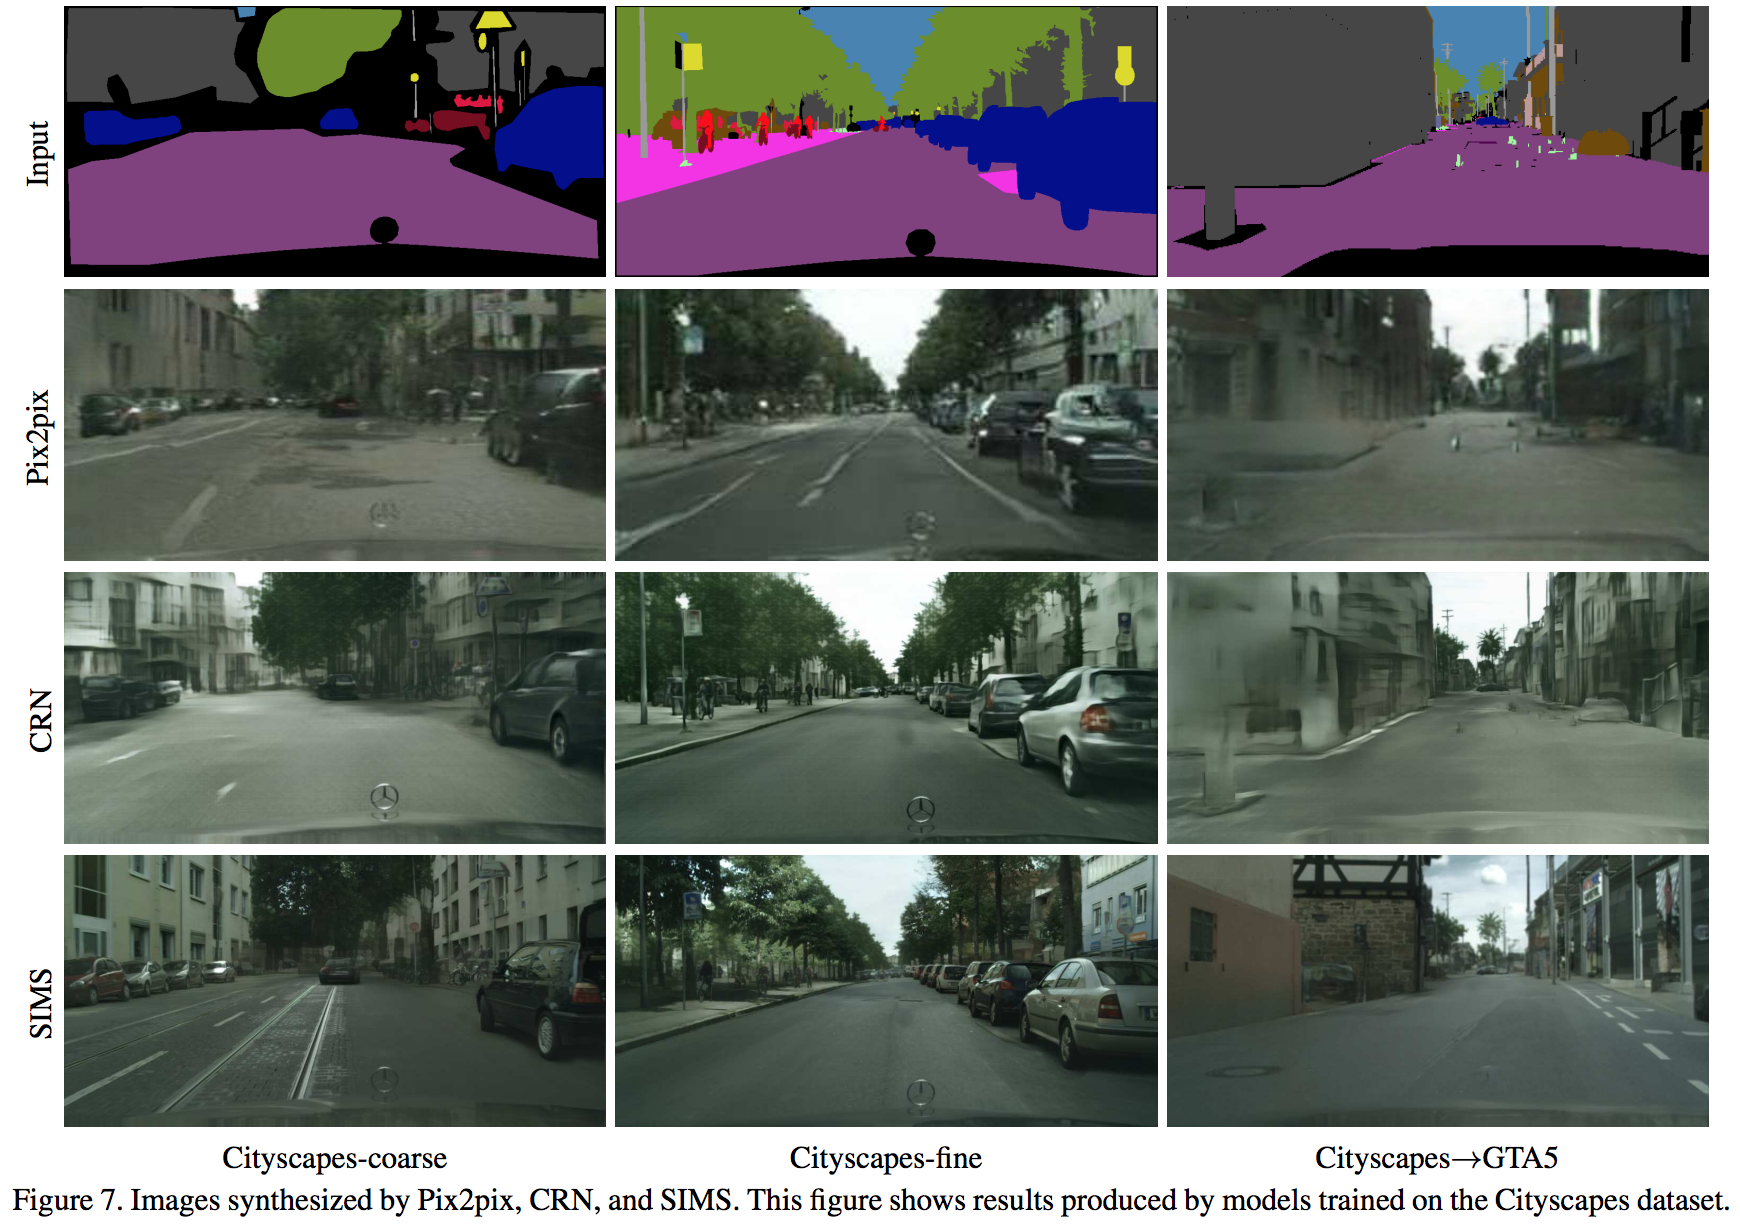 Input
Pix2pix
CRN
SIMS
Cityscapes-coarse
Cityscapes-fine
Cityscapes→GTA5
Figure 7. Images synthesized by Pix2pix, CRN, and SIMS. This figure shows results produced by models trained on the Cityscapes dataset.